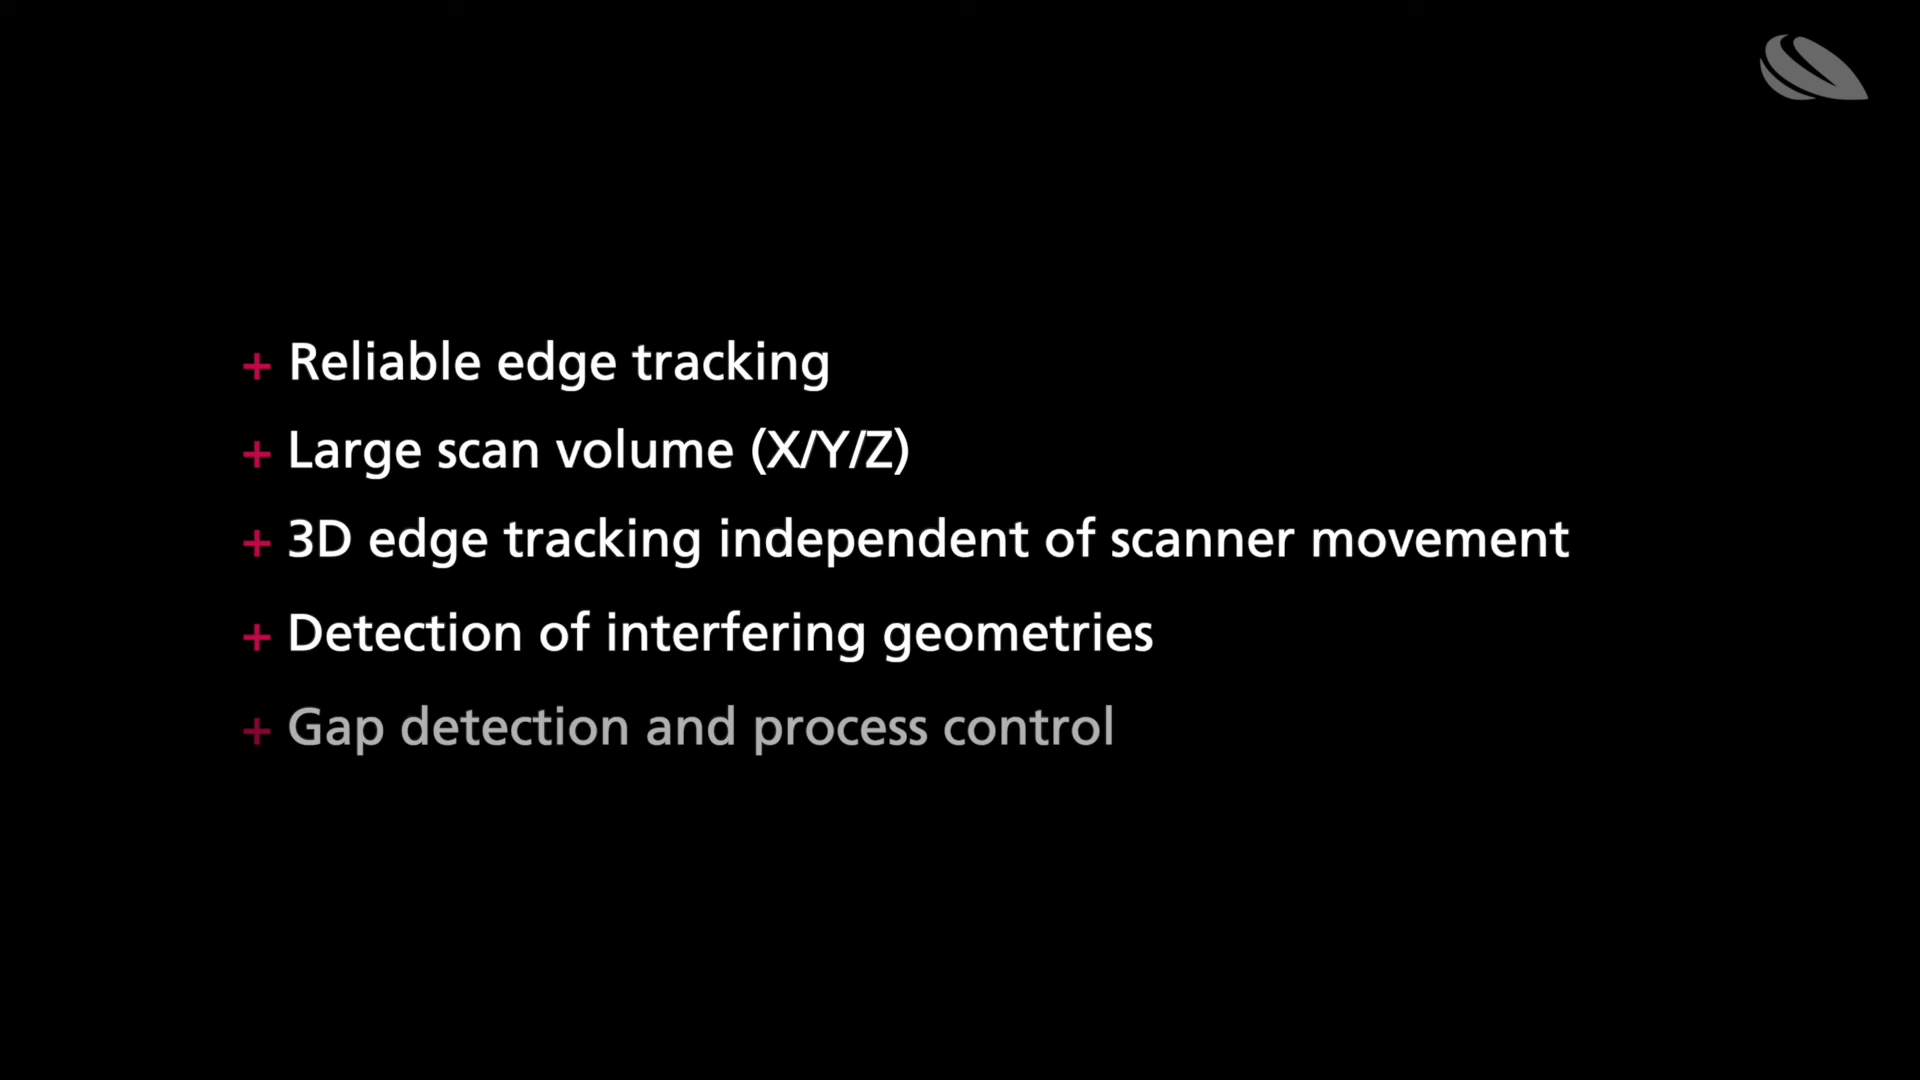 + Reliable edge tracking
+ Large scan volume (X/Y/Z)
+ 3D edge tracking independent of scanner movement
+ Detection of interfering geometries
+ Gap detection and process control